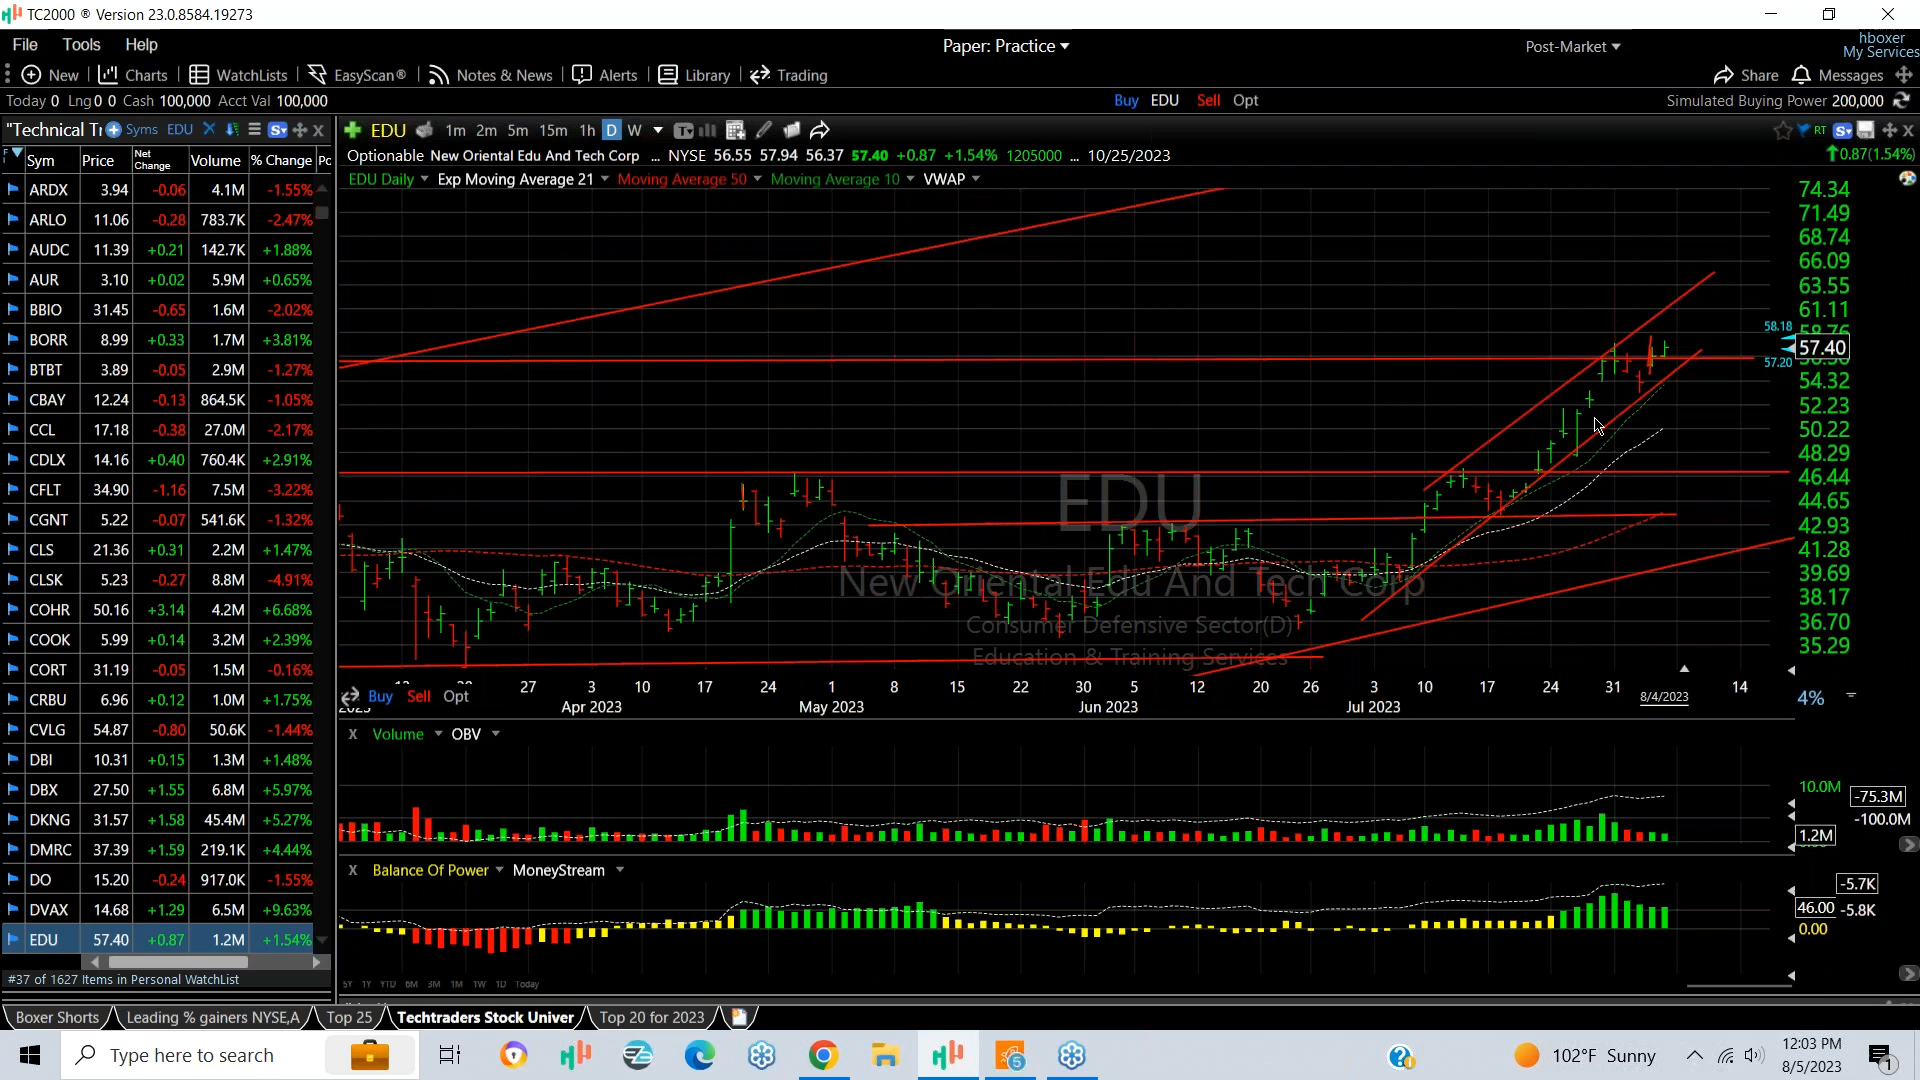 TC2000 ® Version 23.0.8584.19273
File Tools Help
Paper: Practice
Post-Market
hboxer
My Services
New Charts WatchLists EasyScan® Notes & News Alerts Library Trading
Share Messages
Today 0 Lng 0 0 Cash 100,000 Acct Val 100,000
Buy EDU Sell Opt
Simulated Buying Power 200,000
"Technical Tr Syms EDU
EDU 1m 2m 5m 15m 1h D W
RT
Optionable New Oriental Edu And Tech Corp ... NYSE 56.55 57.94 56.37 57.40 +0.87 +1.54% 1205000 ... 10/25/2023
0.87(1.54%)
EDU Daily Exp Moving Average 21 Moving Average 50 Moving Average 10 VWAP
Sym Price Net Change Volume % Change Pc
ARDX 3.94 -0.06 4.1M -1.55%
ARLO 11.06 -0.28 783.7K -2.47%
AUDC 11.39 +0.21 142.7K +1.88%
AUR 3.10 +0.02 5.9M +0.65%
BBIO 31.45 -0.65 1.6M -2.02%
BORR 8.99 +0.33 1.7M +3.81%
BTBT 3.89 -0.05 2.9M -1.27%
CBAY 12.24 -0.13 864.5K -1.05%
CCL 17.18 -0.38 27.0M -2.17%
CDLX 14.16 +0.40 760.4K +2.91%
CFLT 34.90 -1.16 7.5M -3.22%
CGNT 5.22 -0.07 541.6K -1.32%
CLS 21.36 +0.31 2.2M +1.47%
CLSK 5.23 -0.27 8.8M -4.91%
COHR 50.16 +3.14 4.2M +6.68%
COOK 5.99 +0.14 3.2M +2.39%
CORT 31.19 -0.05 1.5M -0.16%
CRBU 6.96 +0.12 1.0M +1.75%
CVLG 54.87 -0.80 50.6K -1.44%
DBI 10.31 +0.15 1.3M +1.48%
DBX 27.50 +1.55 6.8M +5.97%
DKNG 31.57 +1.58 45.4M +5.27%
DMRC 37.39 +1.59 219.1K +4.44%
DO 15.20 -0.24 917.0K -1.55%
DVAX 14.68 +1.29 6.5M +9.63%
EDU 57.40 +0.87 1.2M +1.54%
#37 of 1627 Items in Personal WatchList
74.34
71.49
68.74
66.09
63.55
61.11
58.18
57.40
57.20
54.32
52.23
50.22
48.29
46.44
44.65
42.93
41.28
39.69
38.17
36.70
35.29
EDU
New Oriental Edu And Tech Corp
Consumer Defensive Sector(D)
Education & Training Services
27 3 10 17 24 1 8 15 22 30 5 12 20 26 3 10 17 24 31 14
Buy Sell Opt
8/4/2023
4%
Apr 2023 May 2023 Jun 2023 Jul 2023
X Volume OBV
10.0M
-75.3M
-100.0M
1.2M
X Balance Of Power MoneyStream
-5.7K
46.00 -5.8K
0.00
5Y 1Y YTD 6M 3M 1M 1W 1D Today
Boxer Shorts Leading % gainers NYSE,A Top 25 Techtraders Stock Univer Top 20 for 2023
Type here to search
5
102°F Sunny
12:03 PM
8/5/2023
1